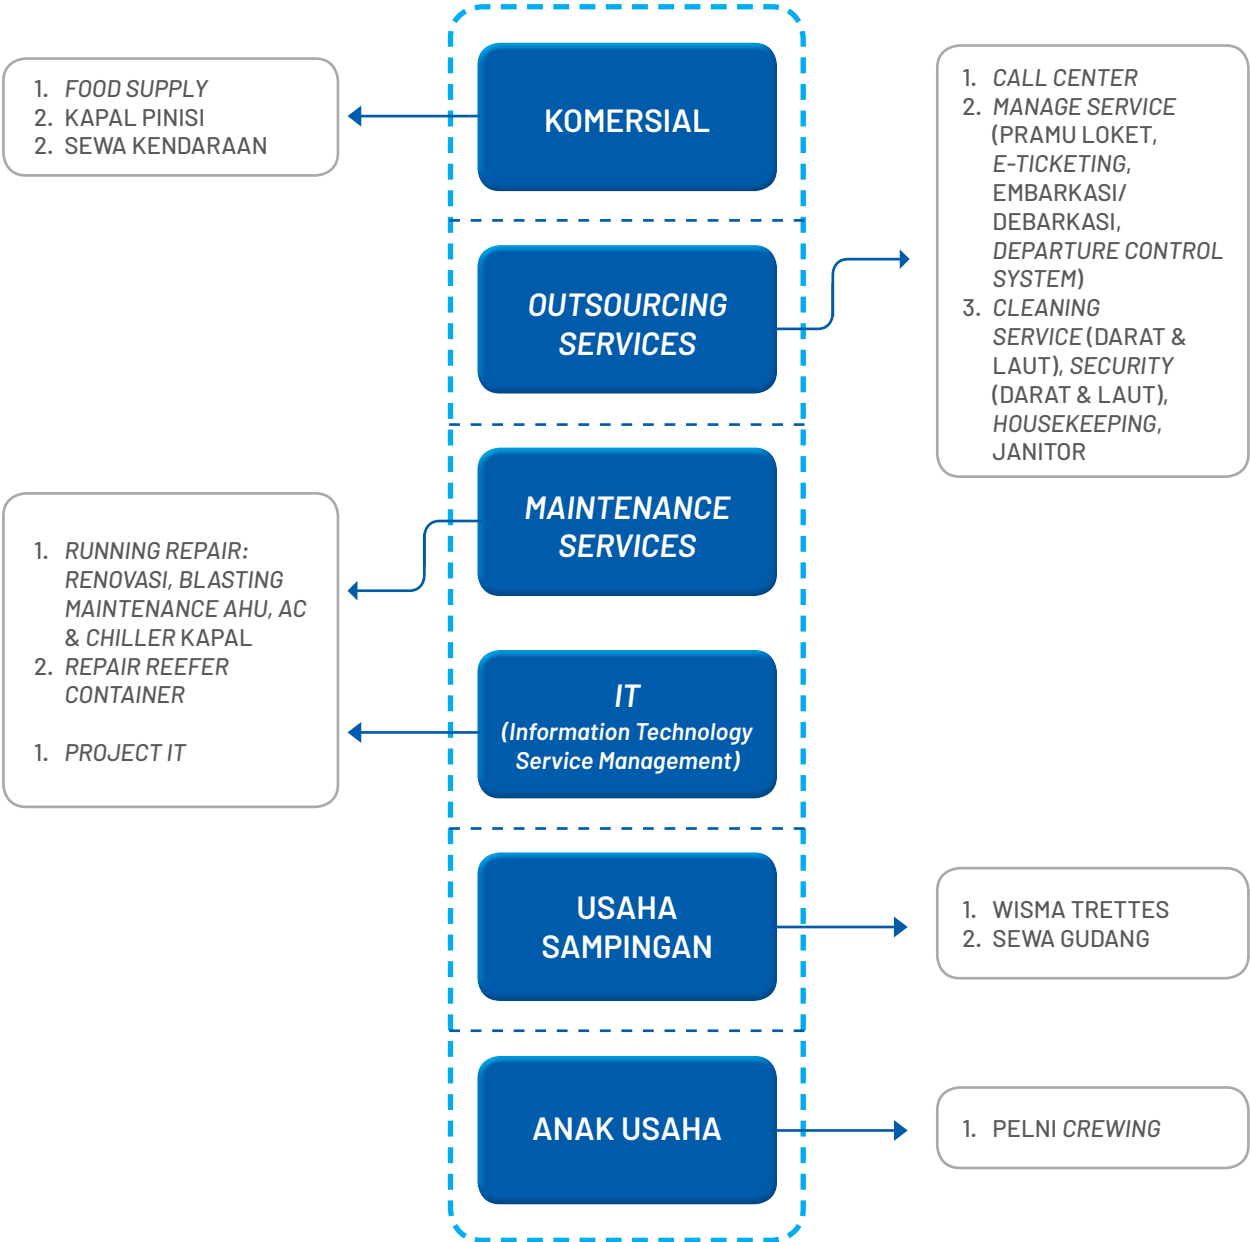 KOMERSIAL
1. FOOD SUPPLY
2. KAPAL PINISI
2. SEWA KENDARAAN
OUTSOURCING
SERVICES
1. CALL CENTER
2. MANAGE SERVICE
(PRAMU LOKET,
E-TICKETING,
EMBARKASI/
DEBARKASI,
DEPARTURE CONTROL
SYSTEM)
3. CLEANING
SERVICE (DARAT &
LAUT), SECURITY
(DARAT & LAUT),
HOUSEKEEPING,
JANITOR
MAINTENANCE
SERVICES
1. RUNNING REPAIR:
RENOVASI, BLASTING
MAINTENANCE AHU, AC
& CHILLER KAPAL
2. REPAIR REEFER
CONTAINER
IT
(Information Technology
Service Management)
1. PROJECT IT
USAHA
SAMPINGAN
1. WISMA TRETTES
2. SEWA GUDANG
ANAK USAHA
1. PELNI CREWING